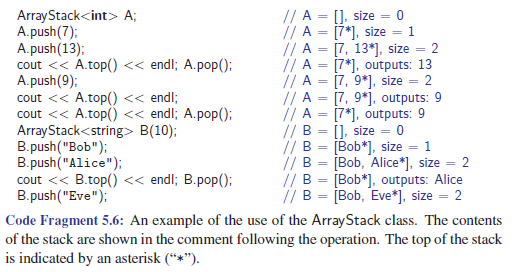 ArrayStack<int> A; // A = [], size = 0
A.push(7); // A = [7*], size = 1
A.push(13); // A = [7, 13*], size = 2
cout << A.top() << endl; A.pop(); // A = [7*], outputs: 13
A.push(9); // A = [7, 9*], size = 2
cout << A.top() << endl; // A = [7, 9*], outputs: 9
cout << A.top() << endl; A.pop(); // A = [7*], outputs: 9
ArrayStack<string> B(10); // B = [], size = 0
B.push("Bob"); // B = [Bob*], size = 1
B.push("Alice"); // B = [Bob, Alice*], size = 2
cout << B.top() << endl; B.pop(); // B = [Bob*], outputs: Alice
B.push("Eve"); // B = [Bob, Eve*], size = 2
Code Fragment 5.6: An example of the use of the ArrayStack class. The contents
of the stack are shown in the comment following the operation. The top of the stack
is indicated by an asterisk (“*”).